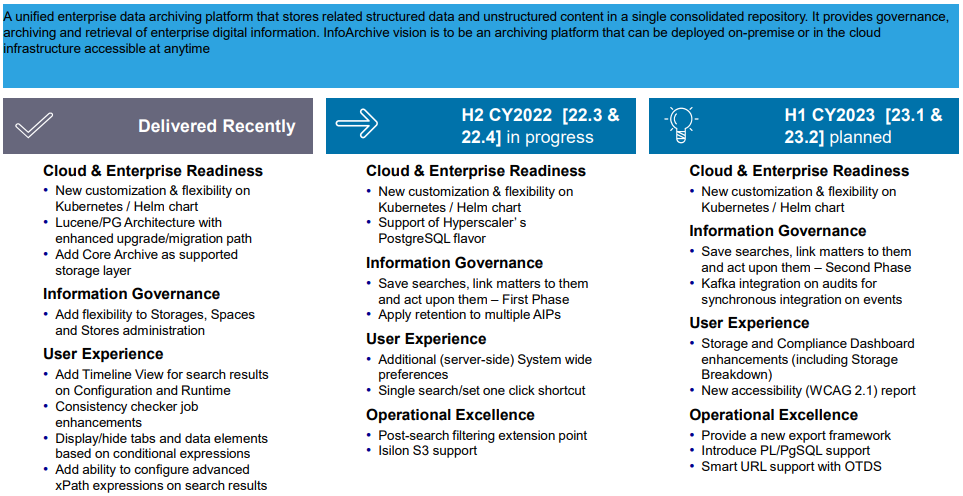 A unified enterprise data archiving platform that stores related structured data and unstructured content in a single consolidated repository. It provides governance,
archiving and retrieval of enterprise digital information. InfoArchive vision is to be an archiving platform that can be deployed on-premise or in the cloud
infrastructure accessible at anytime
Delivered Recently
Cloud & Enterprise Readiness
• New customization & flexibility on
Kubernetes / Helm chart
• Lucene/PG Architecture with
enhanced upgrade/migration path
• Add Core Archive as supported
storage layer
Information Governance
• Add flexibility to Storages, Spaces
and Stores administration
User Experience
• Add Timeline View for search results
on Configuration and Runtime
• Consistency checker job
enhancements
• Display/hide tabs and data elements
based on conditional expressions
• Add ability to configure advanced
xPath expressions on search results
H2 CY2022 [22.3 &
22.4] in progress
Cloud & Enterprise Readiness
• New customization & flexibility on
Kubernetes / Helm chart
• Support of Hyperscaler’ s
PostgreSQL flavor
Information Governance
• Save searches, link matters to them
and act upon them – First Phase
• Apply retention to multiple AIPs
User Experience
• Additional (server-side) System wide
preferences
• Single search/set one click shortcut
Operational Excellence
• Post-search filtering extension point
• Isilon S3 support
H1 CY2023 [23.1 &
23.2] planned
Cloud & Enterprise Readiness
• New customization & flexibility on
Kubernetes / Helm chart
Information Governance
• Save searches, link matters to them
and act upon them – Second Phase
• Kafka integration on audits for
synchronous integration on events
User Experience
• Storage and Compliance Dashboard
enhancements (including Storage
Breakdown)
• New accessibility (WCAG 2.1) report
Operational Excellence
• Provide a new export framework
• Introduce PL/PgSQL support
• Smart URL support with OTDS